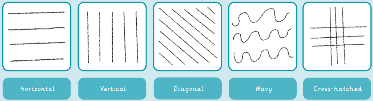 Horizontal
Vertical
Diagonal
Wavy
Cross-hatched